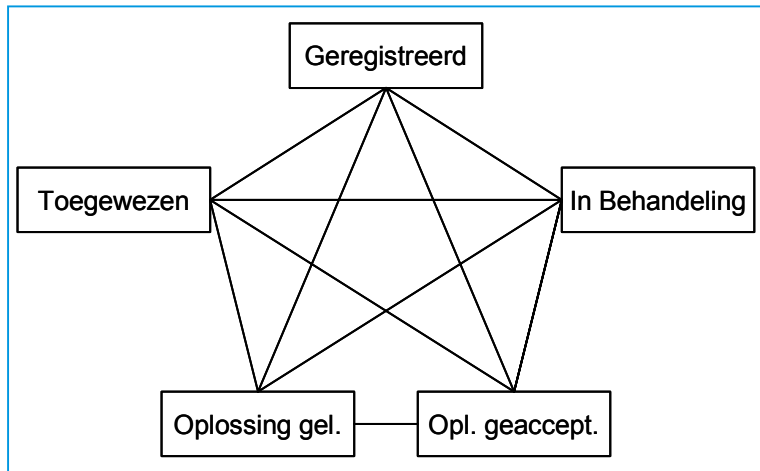 Geregistreerd
Toegewezen
In Behandeling
Oplossing gel.
Opl. geaccept.